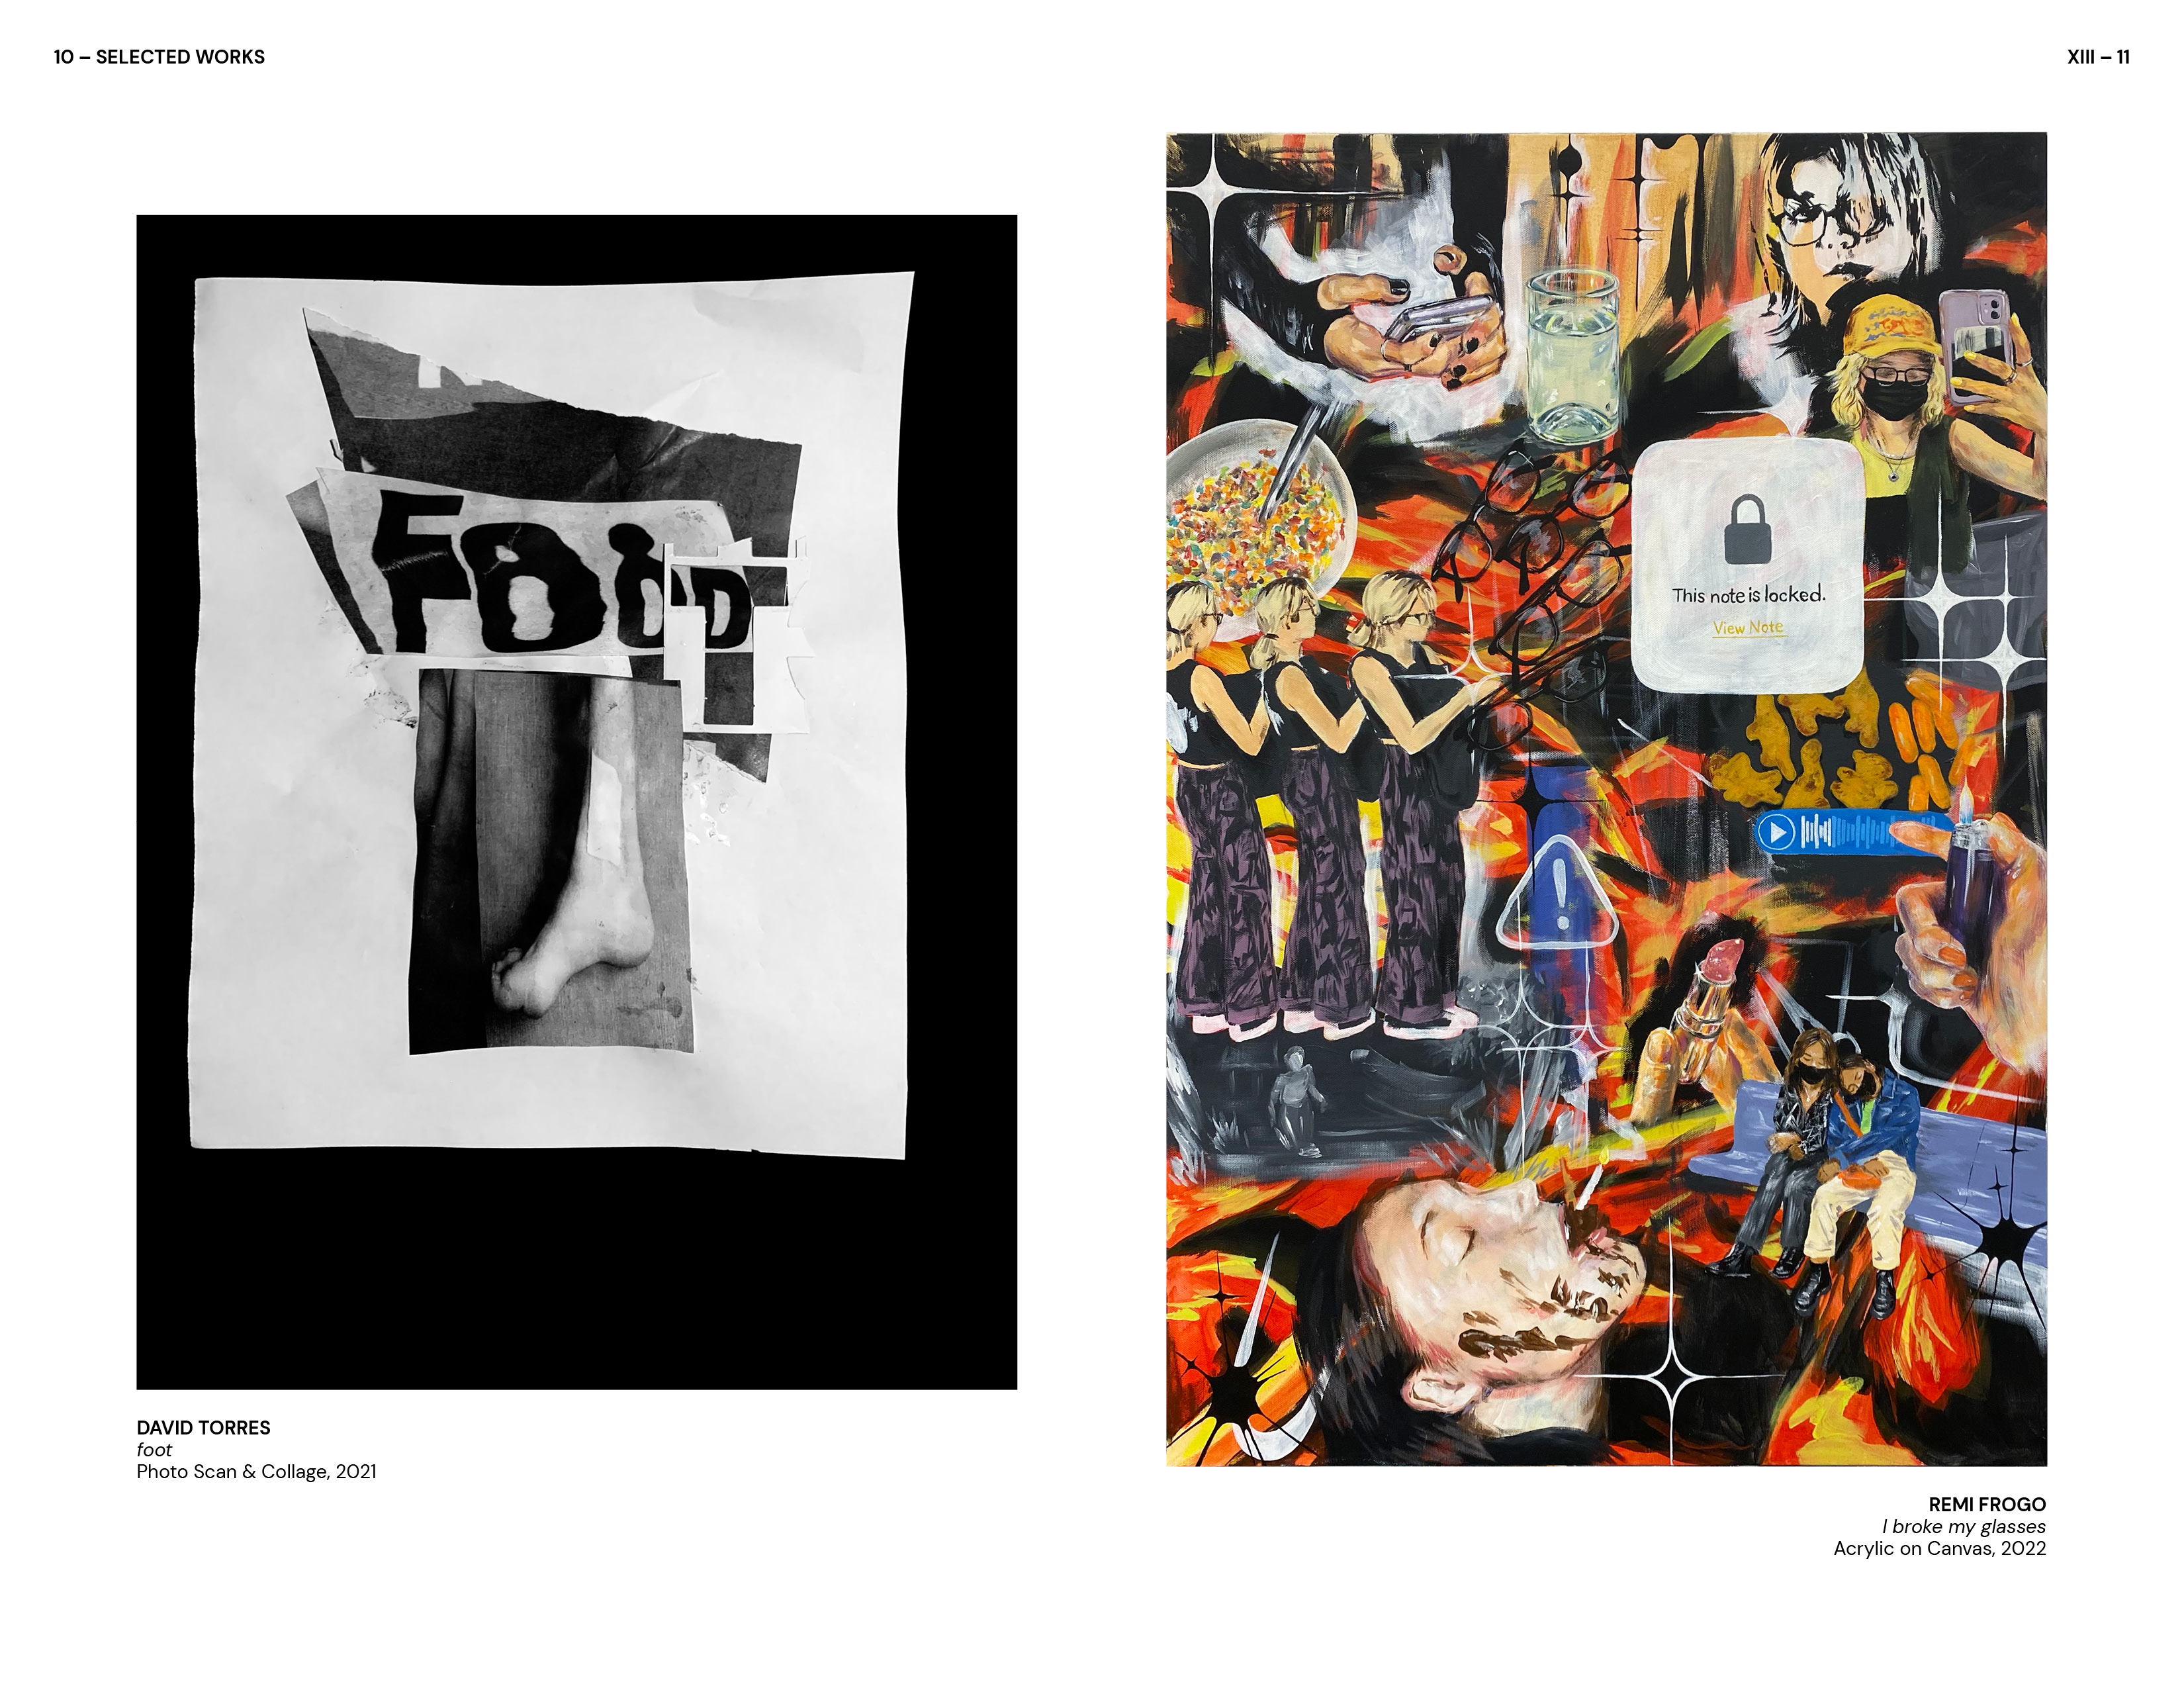 10 – SELECTED WORKS
XIII – 11
FOOD
This note is locked.
View Note
DAVID TORRES
foot
Photo Scan & Collage, 2021
REMI FROGO
I broke my glasses
Acrylic on Canvas, 2022